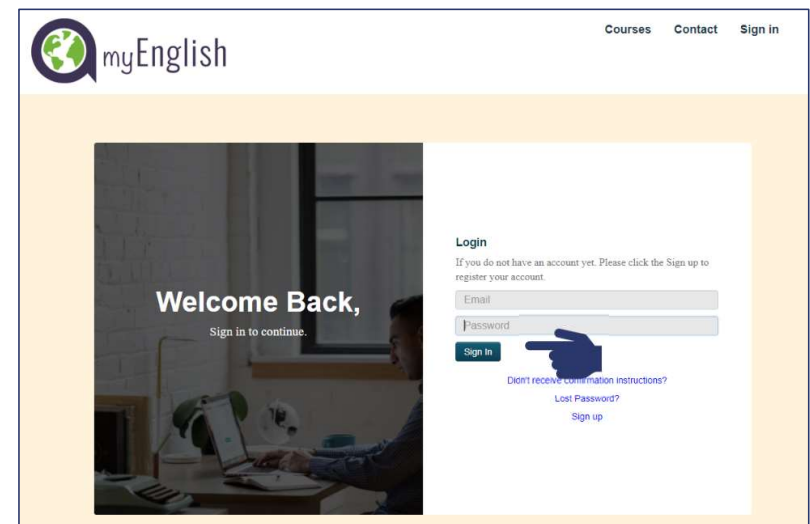 myEnglish
Courses Contact Sign in
Welcome Back,
Sign in to continue.
Login
If you do not have an account yet. Please click the Sign up to
register your account.
Email
Password
Sign In
Didn't receive confirmation instructions?
Lost Password?
Sign up